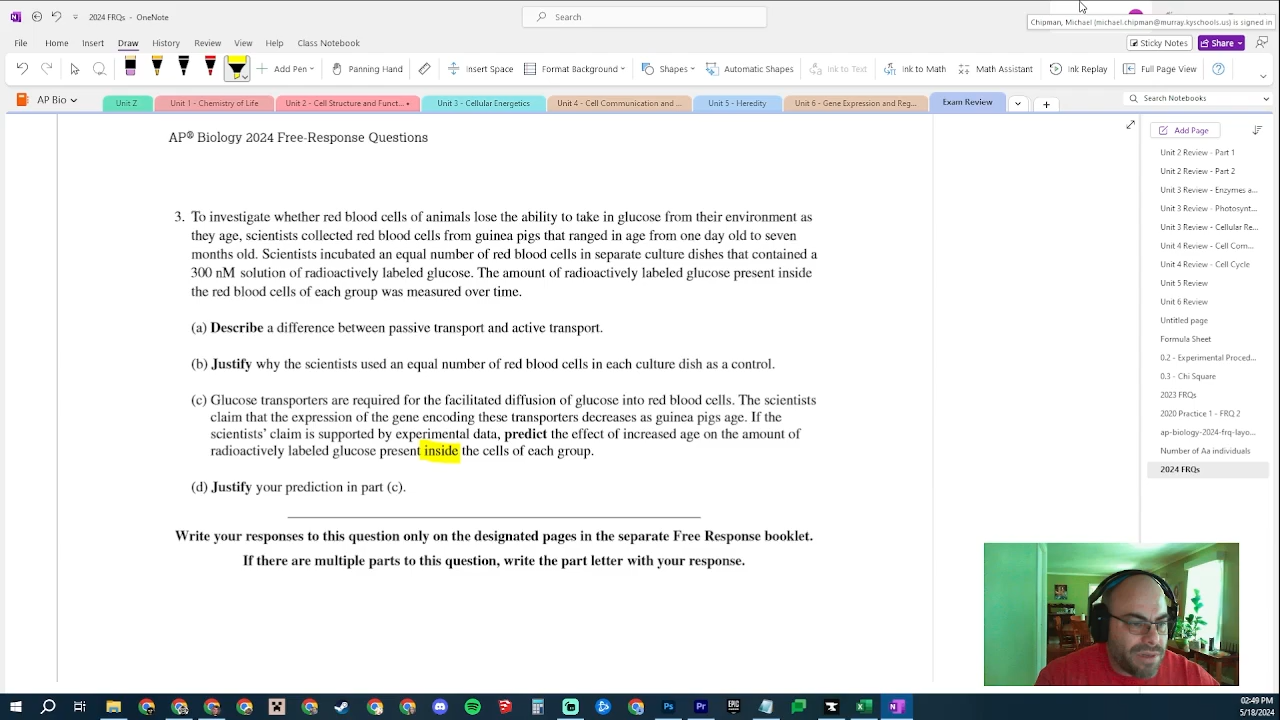 2024 FRQs - OneNote
Search
Chipman, Michael (michael.chipman@murray.kyschools.us) is signed in
File Home Insert Draw History Review View Help Class Notebook
Sticky Notes Share
Add Pen Panning Hand Insert Space Format Background Shapes Automatic Shapes Ink to Text Ink to Math Math Assistant Ink Replay Full Page View
AP Bio Unit Z Unit 1 - Chemistry of Life Unit 2 - Cell Structure and Funct... Unit 3 - Cellular Energetics Unit 4 - Cell Communication and ... Unit 5 - Heredity Unit 6 - Gene Expression and Reg... Exam Review + Search Notebooks
AP® Biology 2024 Free-Response Questions
3. To investigate whether red blood cells of animals lose the ability to take in glucose from their environment as
they age, scientists collected red blood cells from guinea pigs that ranged in age from one day old to seven
months old. Scientists incubated an equal number of red blood cells in separate culture dishes that contained a
300 nM solution of radioactively labeled glucose. The amount of radioactively labeled glucose present inside
the red blood cells of each group was measured over time.
(a) Describe a difference between passive transport and active transport.
(b) Justify why the scientists used an equal number of red blood cells in each culture dish as a control.
(c) Glucose transporters are required for the facilitated diffusion of glucose into red blood cells. The scientists
claim that the expression of the gene encoding these transporters decreases as guinea pigs age. If the
scientists' claim is supported by experimental data, predict the effect of increased age on the amount of
radioactively labeled glucose present inside the cells of each group.
(d) Justify your prediction in part (c).
Write your responses to this question only on the designated pages in the separate Free Response booklet.
If there are multiple parts to this question, write the part letter with your response.
Add Page
Unit 2 Review - Part 1
Unit 2 Review - Part 2
Unit 3 Review - Enzymes a...
Unit 3 Review - Photosynt...
Unit 3 Review - Cellular Re...
Unit 4 Review - Cell Com...
Unit 4 Review - Cell Cycle
Unit 5 Review
Unit 6 Review
Untitled page
Formula Sheet
0.2 - Experimental Proced...
0.3 - Chi Square
2023 FRQs
2020 Practice 1 - FRQ 2
ap-biology-2024-frq-layo...
Number of Aa individuals
2024 FRQs
02:49 PM
5/18/2024